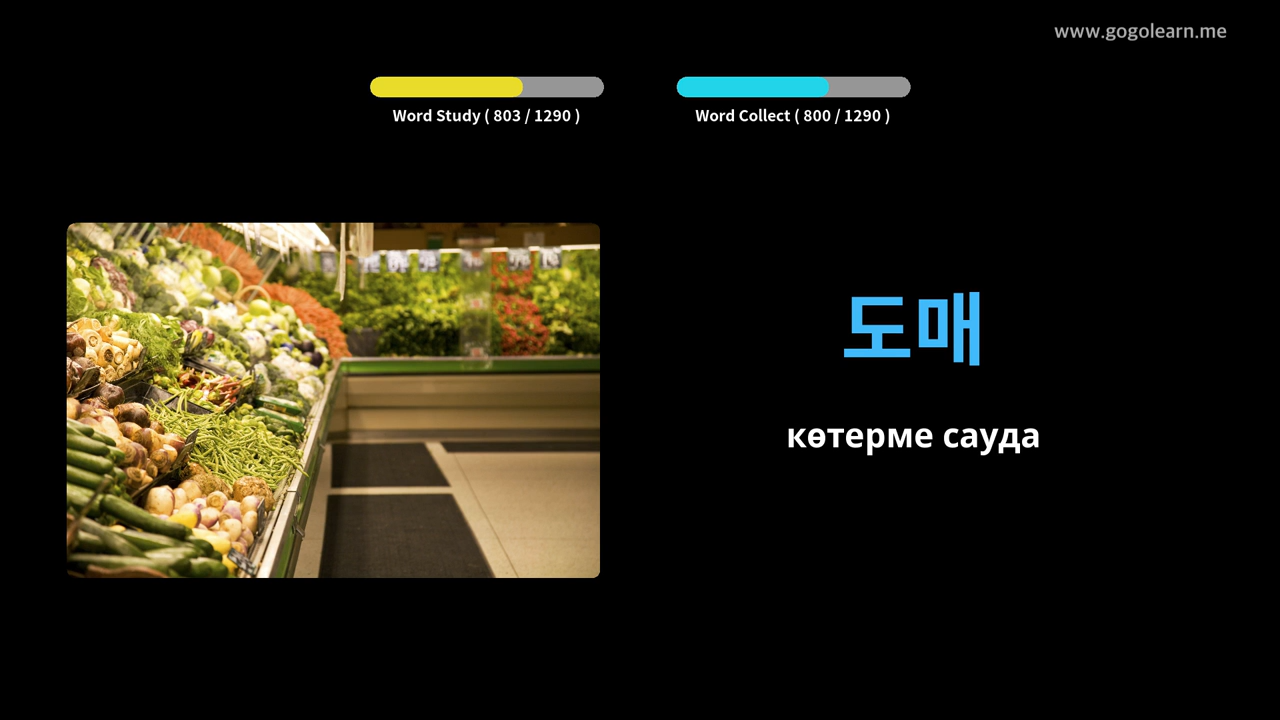 www.gogolearn.me
Word Study ( 803 / 1290 )
Word Collect ( 800 / 1290 )
도매
көтерме сауда